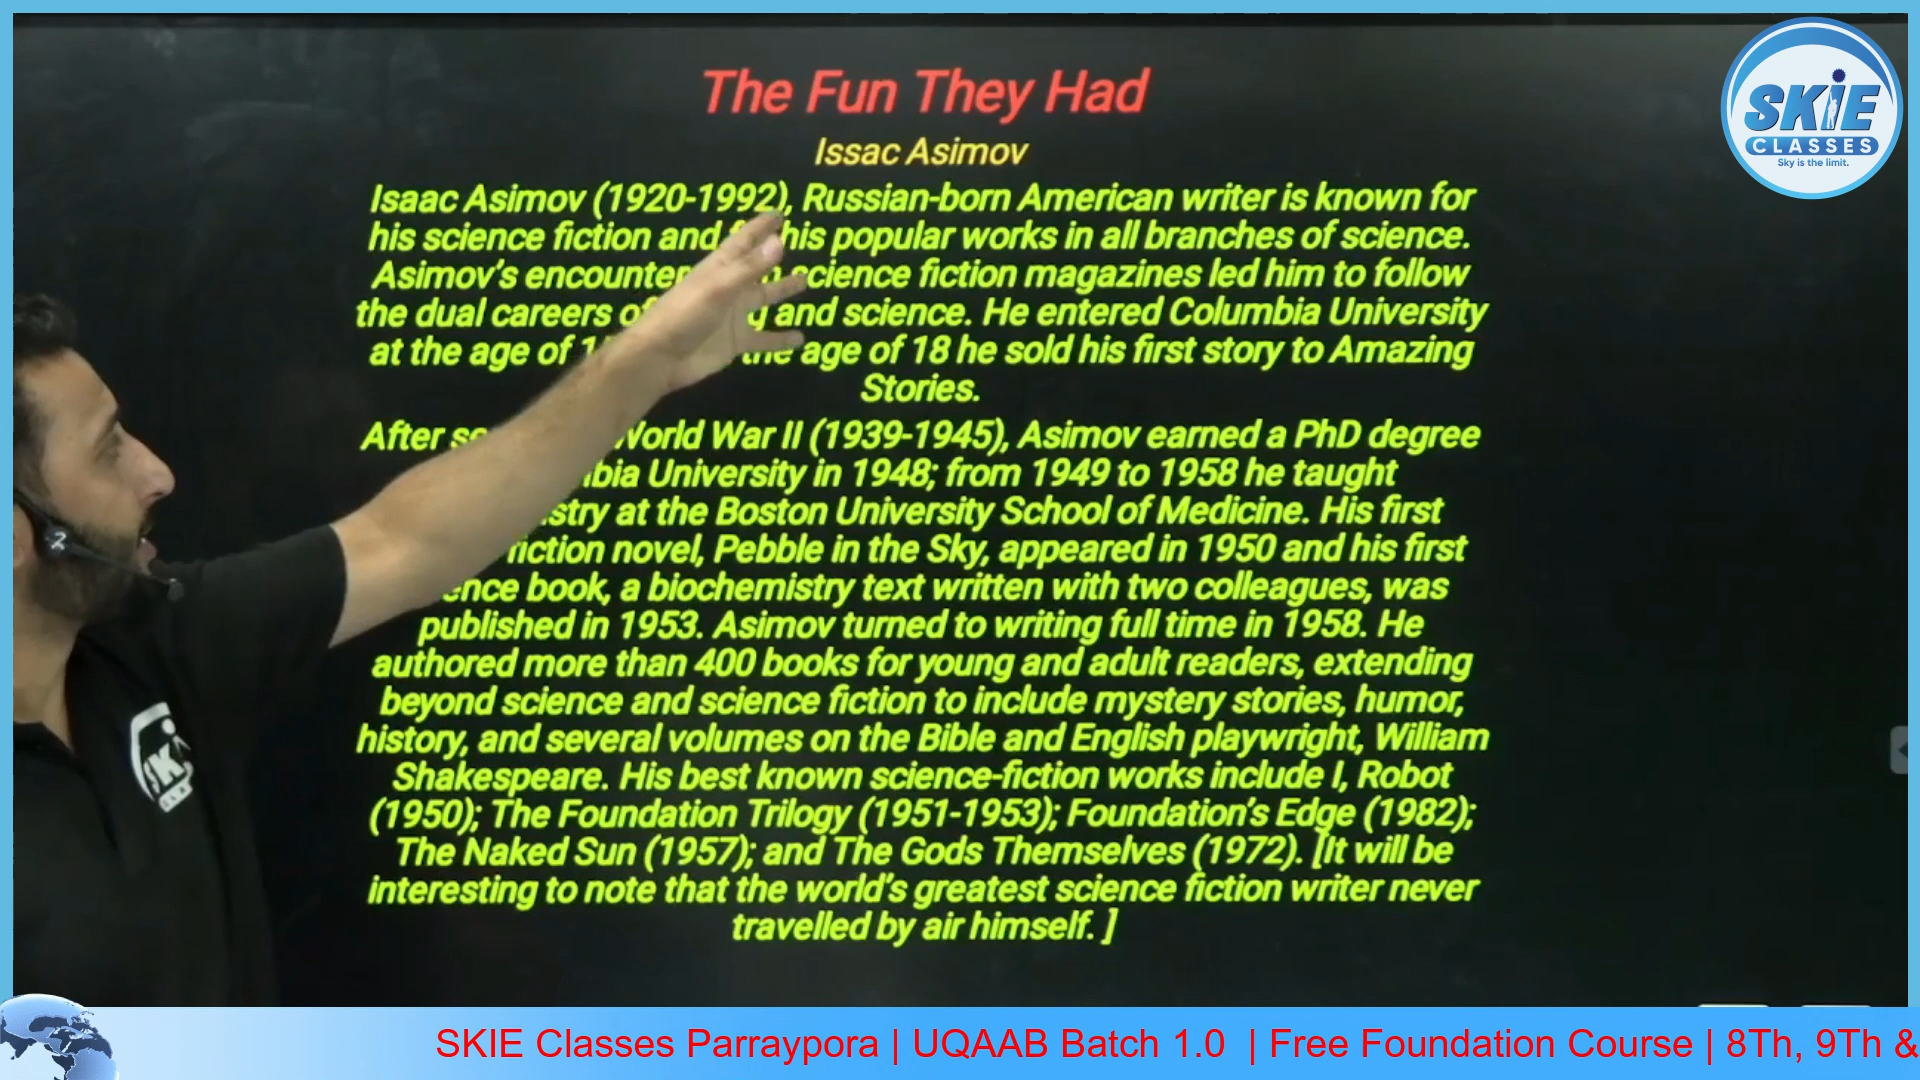 The Fun They Had
Issac Asimov
Isaac Asimov (1920-1992), Russian-born American writer is known for
his science fiction and his popular works in all branches of science.
Asimov's science fiction magazines led him to follow
the dual careers and science. He entered Columbia University
at the age of age of 18 he sold his first story to Amazing
Stories.
After World War II (1939-1945), Asimov earned a PhD degree
University in 1948; from 1949 to 1958 he taught
at the Boston University School of Medicine. His first
fiction novel, Pebble in the Sky, appeared in 1950 and his first
book, a biochemistry text written with two colleagues, was
published in 1953. Asimov turned to writing full time in 1958. He
authored more than 400 books for young and adult readers, extending
beyond science and science fiction to include mystery stories, humor,
history, and several volumes on the Bible and English playwright, William
Shakespeare. His best known science-fiction works include I, Robot
(1950); The Foundation Trilogy (1951-1953); Foundation's Edge (1982);
The Naked Sun (1957); and The Gods Themselves (1972). [It will be
interesting to note that the world's greatest science fiction writer never
travelled by air himself. ]
SKIE
CLASSES
Sky is the limit.
SKIE Classes Parraypora | UQAAB Batch 1.0 | Free Foundation Course | 8Th, 9Th &